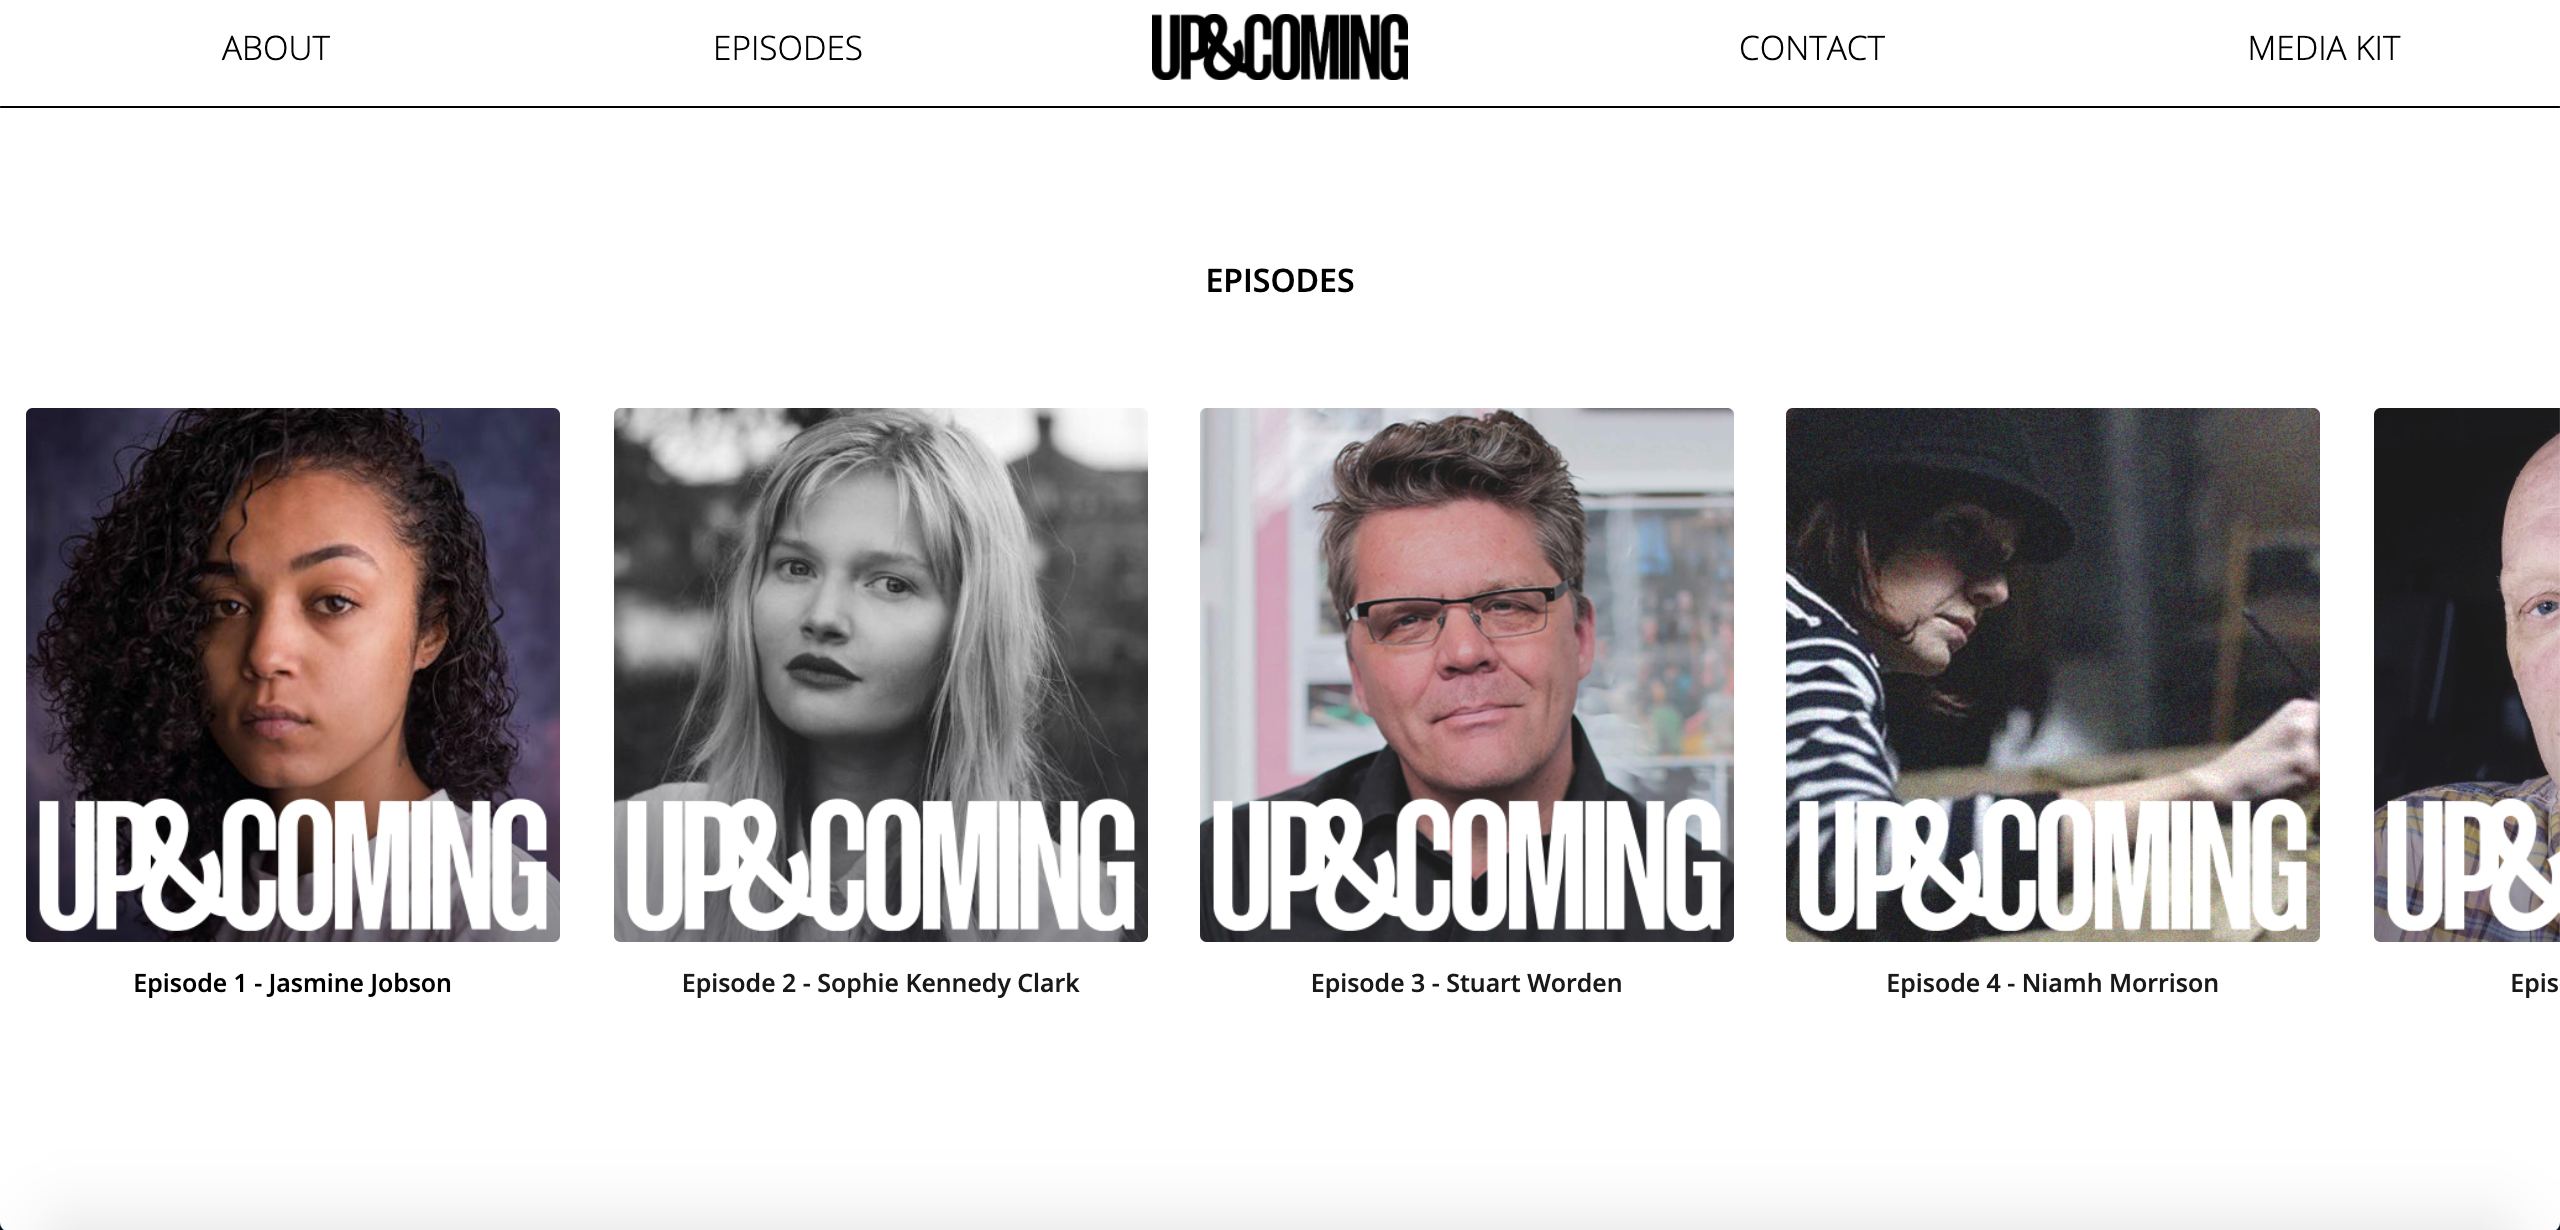 ABOUT
EPISODES
UP&COMING
CONTACT
MEDIA KIT
EPISODES
UP&COMING
UP&COMING
UP&COMING
UP&COMING
UP&
Episode 1 - Jasmine Jobson
Episode 2 - Sophie Kennedy Clark
Episode 3 - Stuart Worden
Episode 4 - Niamh Morrison
Epis